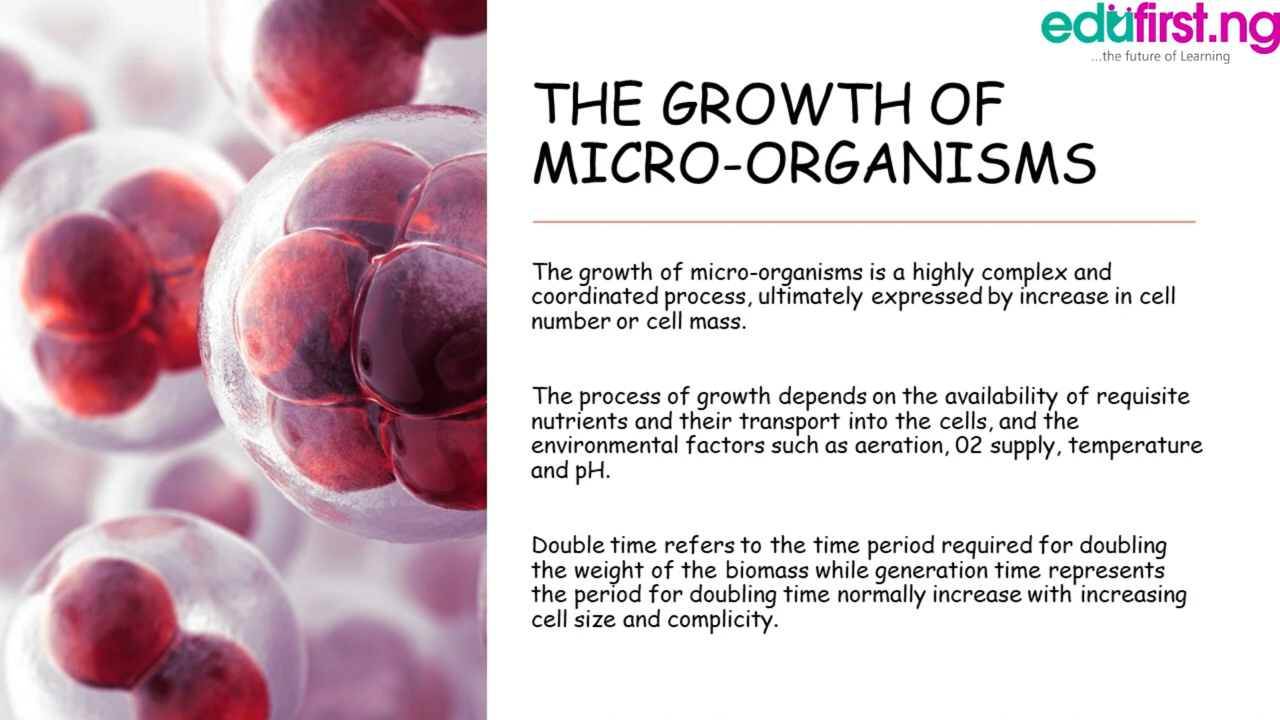 edüfirst.ng
...the future of Learning
THE GROWTH OF
MICRO-ORGANISMS
The growth of micro-organisms is a highly complex and
coordinated process, ultimately expressed by increase in cell
number or cell mass.
The process of growth depends on the availability of requisite
nutrients and their transport into the cells, and the
environmental factors such as aeration, 02 supply, temperature
and pH.
Double time refers to the time period required for doubling
the weight of the biomass while generation time represents
the period for doubling time normally increase with increasing
cell size and complicity.